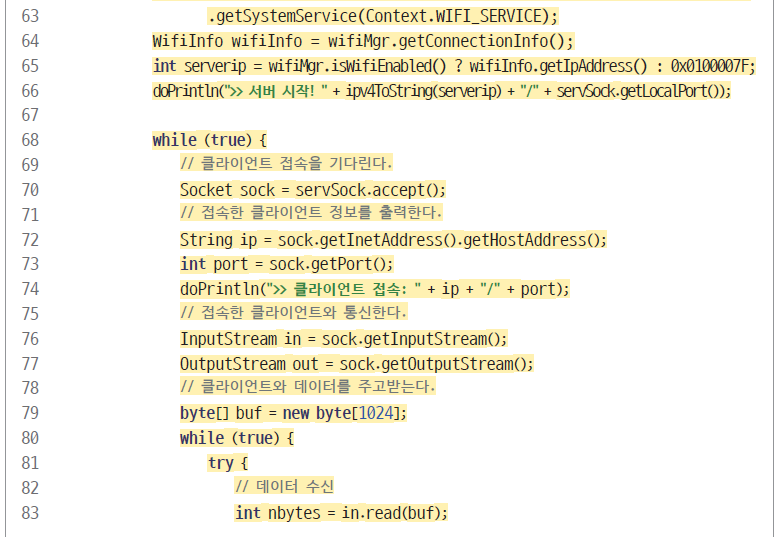 63 .getSystemService(Context.WIFI_SERVICE);
64 WifiInfo wifiInfo = wifiMgr.getConnectionInfo();
65 int serverip = wifiMgr.isWifiEnabled() ? wifiInfo.getIpAddress() : 0x0100007F;
66 doPrintln(">> 서버 시작! " + ipv4ToString(serverip) + "/" + servSock.getLocalPort());
67
68 while (true) {
69 // 클라이언트 접속을 기다린다.
70 Socket sock = servSock.accept();
71 // 접속한 클라이언트 정보를 출력한다.
72 String ip = sock.getInetAddress().getHostAddress();
73 int port = sock.getPort();
74 doPrintln(">> 클라이언트 접속: " + ip + "/" + port);
75 // 접속한 클라이언트와 통신한다.
76 InputStream in = sock.getInputStream();
77 OutputStream out = sock.getOutputStream();
78 // 클라이언트와 데이터를 주고받는다.
79 byte[] buf = new byte[1024];
80 while (true) {
81 try {
82 // 데이터 수신
83 int nbytes = in.read(buf);